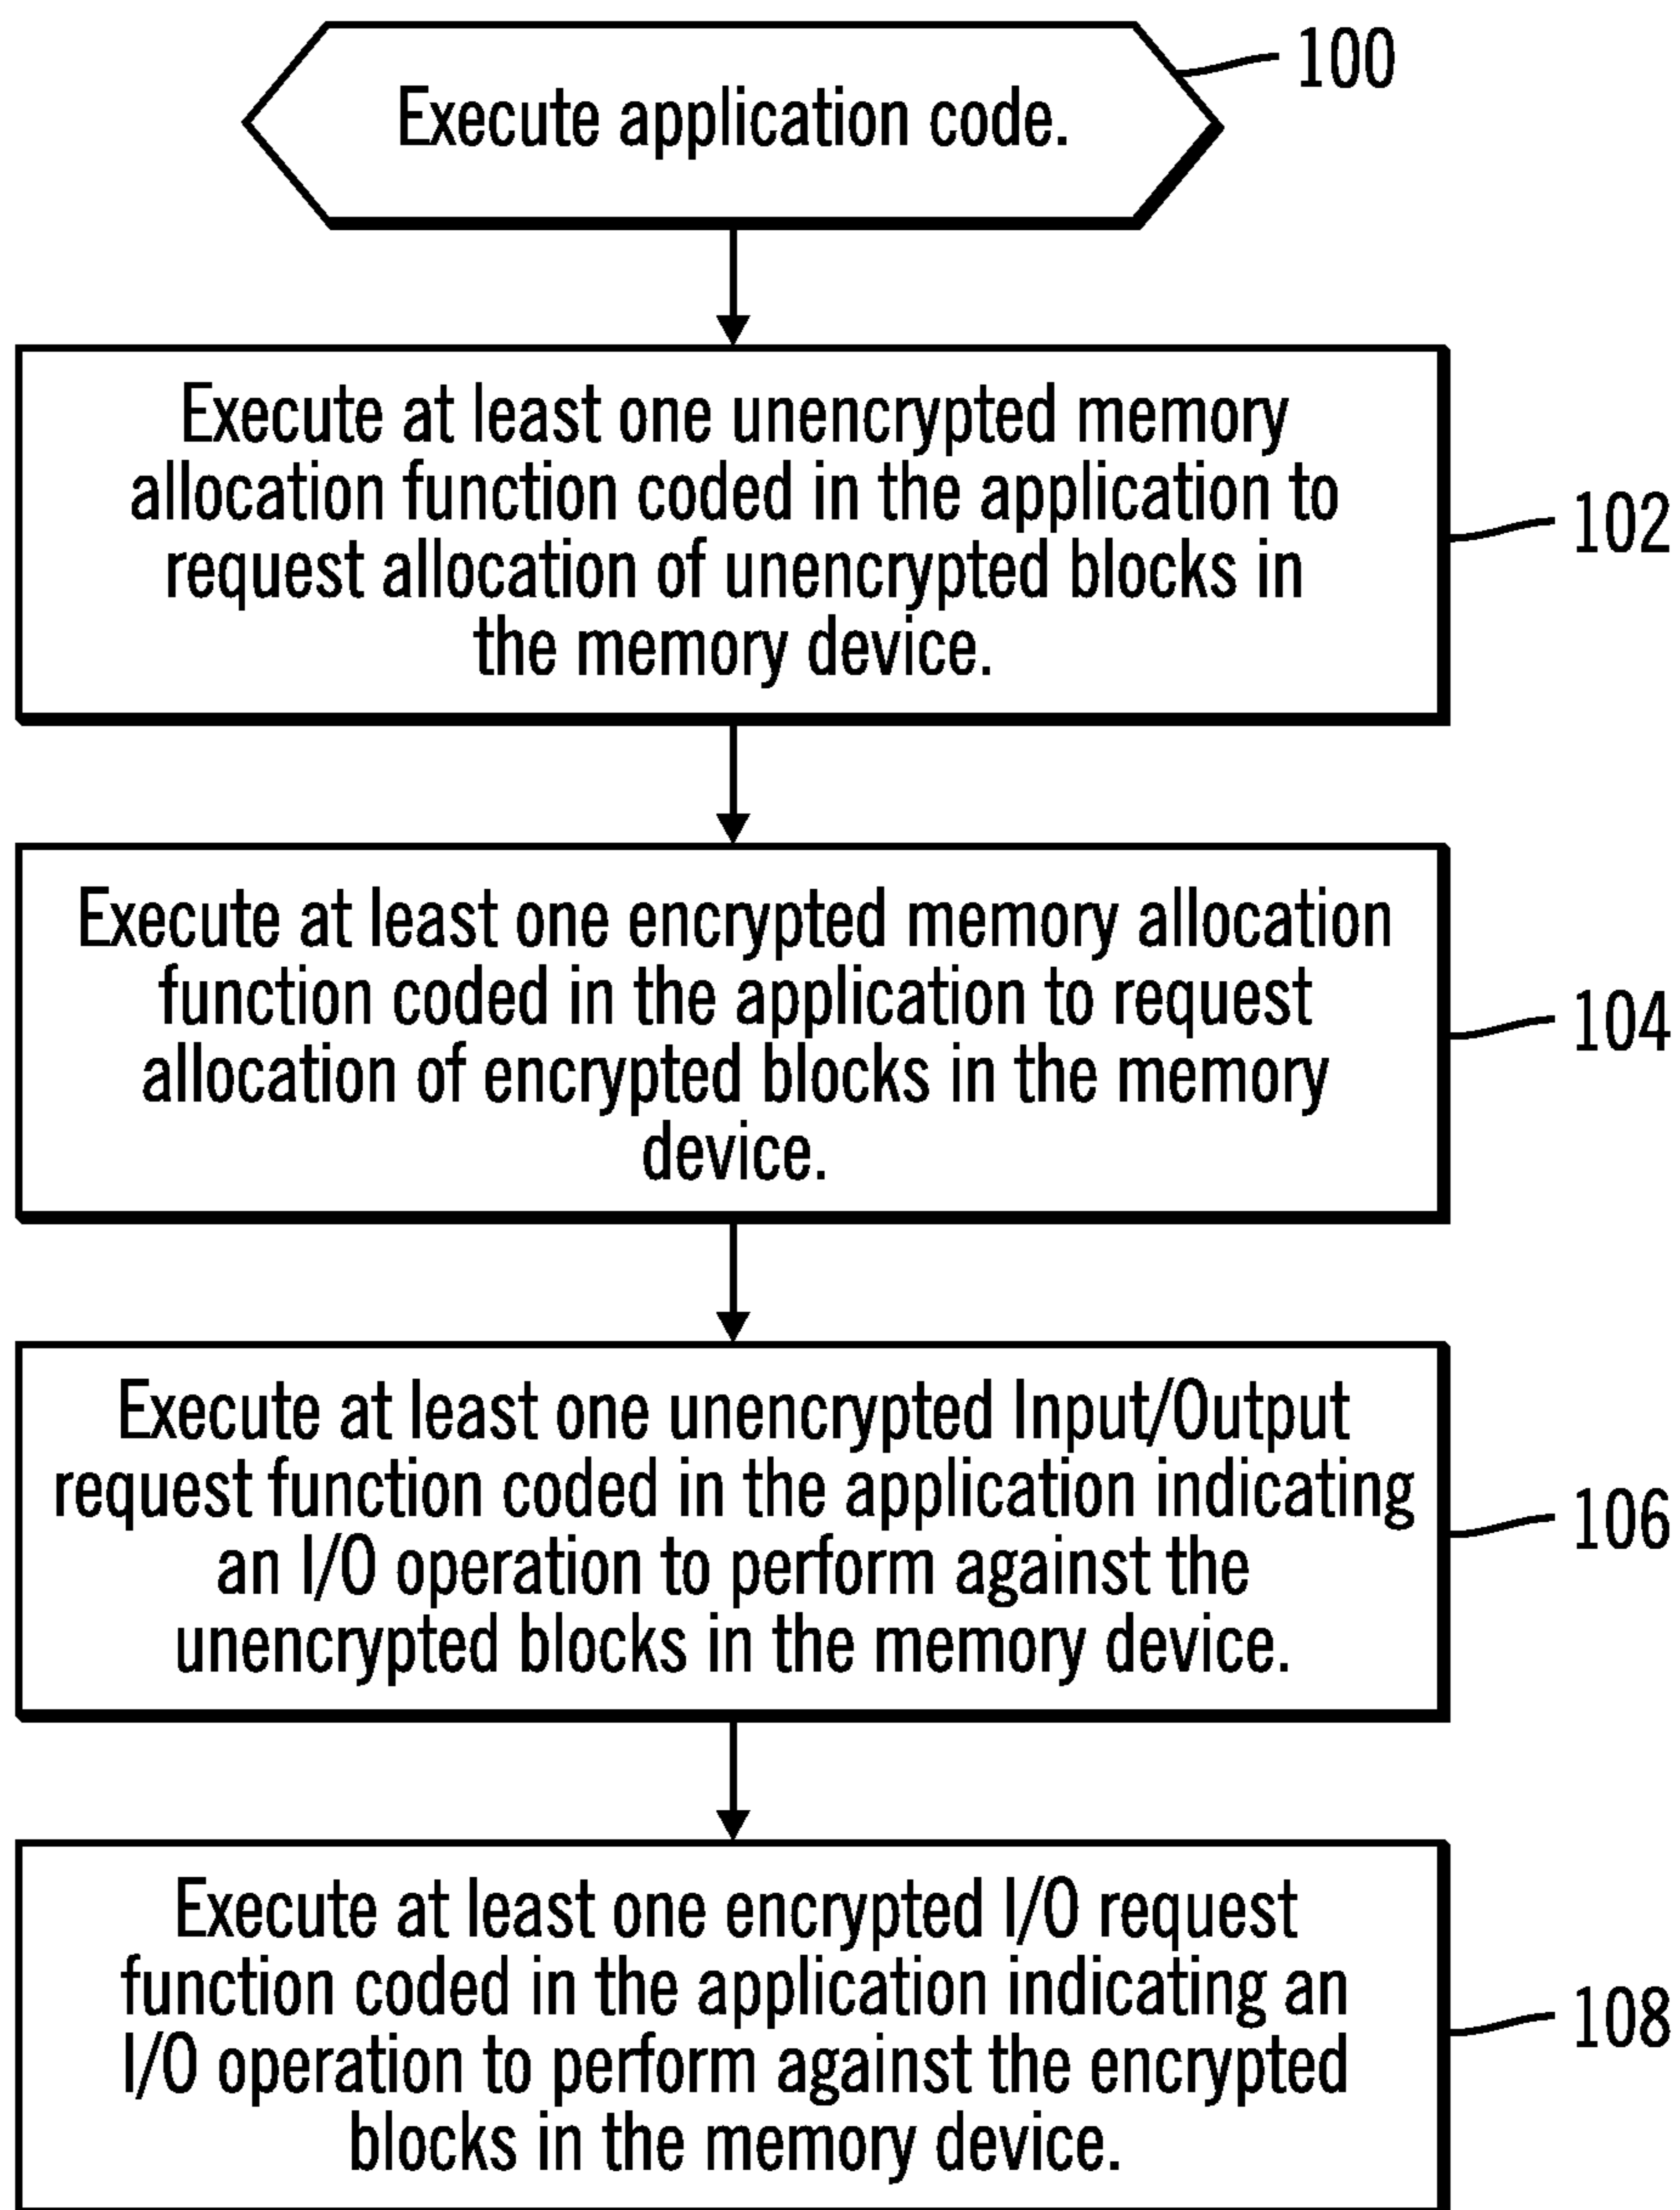 Execute application code.
100
Execute at least one unencrypted memory
allocation function coded in the application to
request allocation of unencrypted blocks in
the memory device.
102
Execute at least one encrypted memory allocation
function coded in the application to request
allocation of encrypted blocks in the memory
device.
104
Execute at least one unencrypted Input/Output
request function coded in the application indicating
an I/O operation to perform against the
unencrypted blocks in the memory device.
106
Execute at least one encrypted I/O request
function coded in the application indicating an
I/O operation to perform against the encrypted
blocks in the memory device.
108